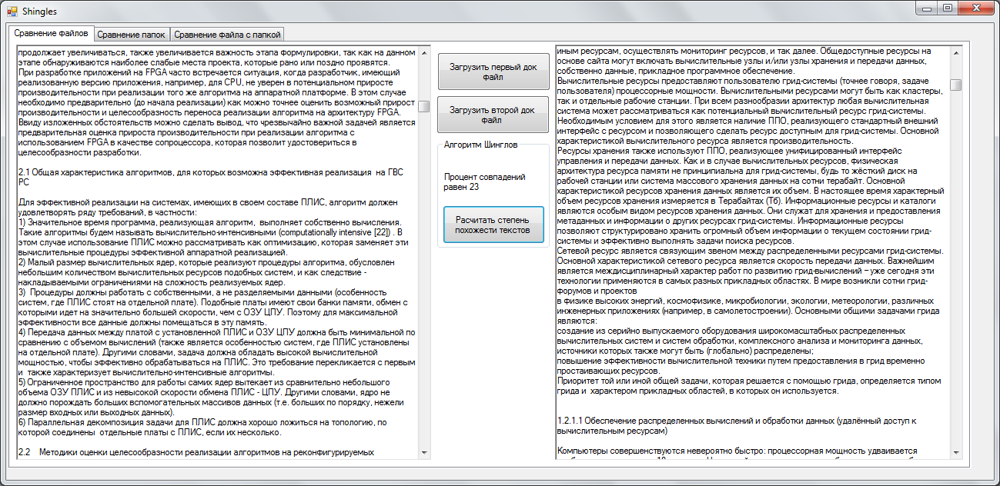 Shingles
Сравнение файлов
Сравнение папок
Сравнение файла с папкой
продолжает увеличиваться, также увеличивается важность этапа формулировки, так как на данном
этапе обнаруживаются наиболее слабые места проекта, которые рано или поздно проявятся.
При разработке приложений на FPGA часто встречается ситуация, когда разработчик, имеющий
реализованную версию приложения, например, для CPU, не уверен в потенциальном приросте
производительности при реализации того же алгоритма на аппаратной платформе. В этом случае
необходимо предварительно (до начала реализации) как можно точнее оценить возможный прирост
производительности и целесообразность переноса реализации алгоритма на архитектуру FPGA.
Ввиду изложенных обстоятельств можно сделать вывод, что чрезвычайно важной задачей является
предварительная оценка прироста производительности при реализации алгоритма с
использованием FPGA в качестве сопроцессора, которая позволит удостовериться в
целесообразности разработки.
2.1 Общая характеристика алгоритмов, для которых возможна эффективная реализация  на ГВС
РС
Для эффективной реализации на системах, имеющих в своем составе ПЛИС, алгоритм должен
удовлетворять ряду требований, в частности:
1) Значительное время программа, реализующая алгоритм,  выполняет собственно вычисления.
Такие алгоритмы будем называть вычислительно-интенсивными (computationally intensive [22]) . В
этом случае использование ПЛИС можно рассматривать как оптимизацию, которая заменяет эти
вычислительные процедуры эффективной аппаратной реализацией.
2) Малый размер вычислительных ядер, которые реализуют процедуры алгоритма, обусловлен
небольшим количеством вычислительных ресурсов подобных систем, и как следствие -
накладываемыми ограничениями на сложность реализуемых ядер.
3)  Процедуры должны работать с собственными, а не разделяемыми данными (особенность
систем, где ПЛИС стоят на отдельной плате). Подобные платы имеют свои банки памяти, обмен с
которыми идет на значительно большей скорости, чем с ОЗУ ЦПУ. Поэтому для максимальной
эффективности все данные должны помещаться в эту память.
4) Передача данных между платой с установленной ПЛИС и ОЗУ ЦПУ должна быть минимальной по
сравнению с объемом вычислений (также является особенностью систем, где ПЛИС установлены
на отдельной плате). Другими словами, задача должна обладать высокой вычислительной
мощностью, чтобы эффективно обрабатываться на ПЛИС. Это требование перекликается с первым
и  также характеризует вычислительно-интенсивные алгоритмы.
5) Ограниченное пространство для работы самих ядер вытекает из сравнительно небольшого
объема ОЗУ ПЛИС и из невысокой скорости обмена ПЛИС - ЦПУ. Другими словами, ядро не
должно порождать больших вспомогательных массивов данных (т.е. больших по порядку, нежели
размер входных или выходных данных).
6) Параллельная декомпозиция задачи для ПЛИС должна хорошо ложиться на топологию, по
которой соединены  отдельные платы с ПЛИС, если их несколько.
2.2    Методики оценки целесообразности реализации алгоритмов на реконфигурируемых
Загрузить первый док
файл
Загрузить второй док
файл
Алгоритм Шинглов
Процент совпадений
равен 23
Расчитать степень
похожести текстов
иным ресурсам, осуществлять мониторинг ресурсов, и так далее. Общедоступные ресурсы на
основе сайта могут включать вычислительные узлы и/или узлы хранения и передачи данных,
собственно данные, прикладное программное обеспечение.
Вычислительные ресурсы предоставляют пользователю грид-системы (точнее говоря, задаче
пользователя) процессорные мощности. Вычислительными ресурсами могут быть как кластеры,
так и отдельные рабочие станции. При всем разнообразии архитектур любая вычислительная
система может рассматриваться как потенциальный вычислительный ресурс грид-системы.
Необходимым условием для этого является наличие ППО, реализующего стандартный внешний
интерфейс с ресурсом и позволяющего сделать ресурс доступным для грид-системы. Основной
характеристикой вычислительного ресурса является производительность.
Ресурсы хранения также используют ППО, реализующее унифицированный интерфейс
управления и передачи данных. Как и в случае вычислительных ресурсов, физическая
архитектура ресурса памяти не принципиальна для грид-системы, будь то жёсткий диск на
рабочей станции или система массового хранения данных на сотни терабайт. Основной
характеристикой ресурсов хранения данных является их объем. В настоящее время характерный
объем ресурсов хранения измеряется в Терабайтах (Тб). Информационные ресурсы и каталоги
являются особым видом ресурсов хранения данных. Они служат для хранения и предоставления
метаданных и информации о других ресурсах грид-системы. Информационные ресурсы
позволяют структурировано хранить огромный объем информации о текущем состоянии грид-
системы и эффективно выполнять задачи поиска ресурсов.
Сетевой ресурс является связующим звеном между распределенными ресурсами грид-системы.
Основной характеристикой сетевого ресурса является скорость передачи данных. Важнейшим
является междисциплинарный характер работ по развитию грид-вычислений – уже сегодня эти
технологии применяются в самых разных прикладных областях. В мире возникли сотни грид-
форумов и проектов
в физике высоких энергий, космофизике, микробиологии, экологии, метеорологии, различных
инженерных приложениях (например, в самолетостроении). Основными общими задачами грида
являются:
создание из серийно выпускаемого оборудования широкомасштабных распределенных
вычислительных систем и систем обработки, комплексного анализа и мониторинга данных,
источники которых также могут быть (глобально) распределены;
повышение эффективности вычислительной техники путем предоставления в грид временно
простаивающих ресурсов.
Приоритет той или иной общей задачи, которая решается с помощью грида, определяется типом
грида и  характером прикладных областей, в которых он используется.
1.2.1.1 Обеспечение распределенных вычислений и обработки данных (удалённый доступ к
вычислительным ресурсам)
Компьютеры совершенствуются невероятно быстро: процессорная мощность удваивается